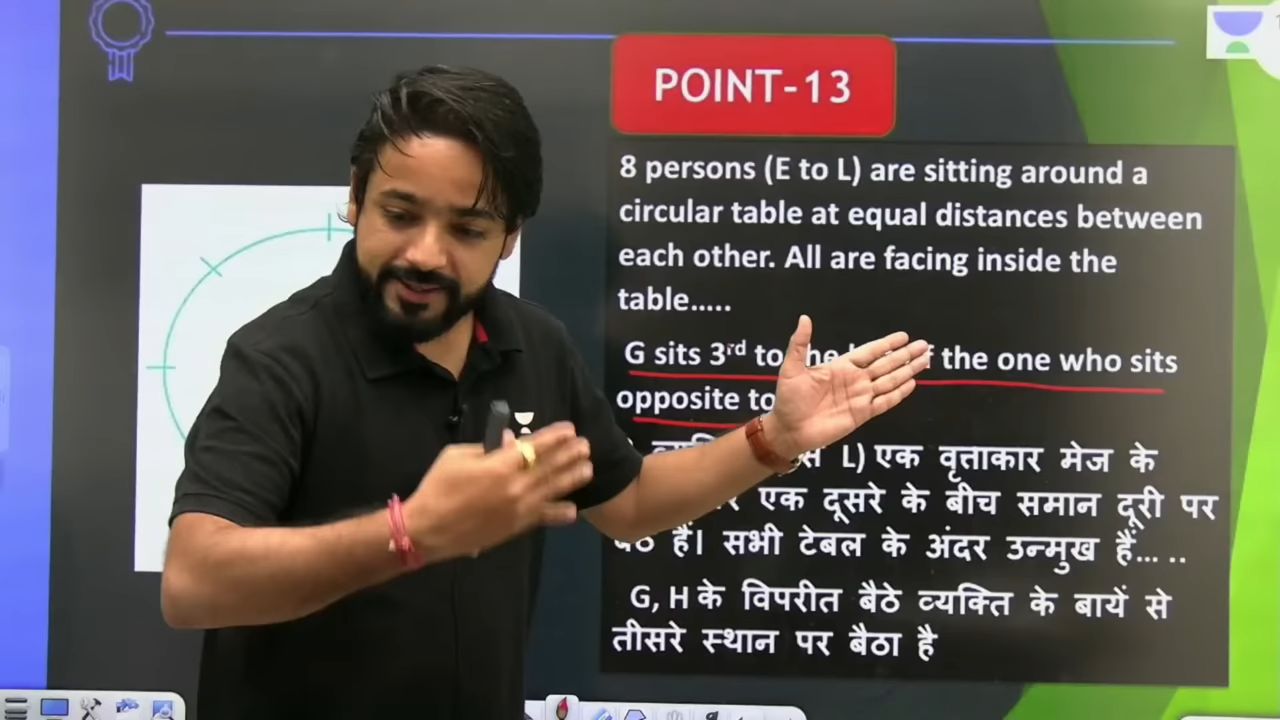 POINT-13
8 persons (E to L) are sitting around a
circular table at equal distances between
each other. All are facing inside the
table.....
G sits 3rd to the one who sits
opposite to
L) एक वृत्ताकार मेज के
एक दूसरे के बीच समान दूरी पर
हैं। सभी टेबल के अंदर उन्मुख हैं... ..
G, H के विपरीत बैठे व्यक्ति के बायें से
तीसरे स्थान पर बैठा है